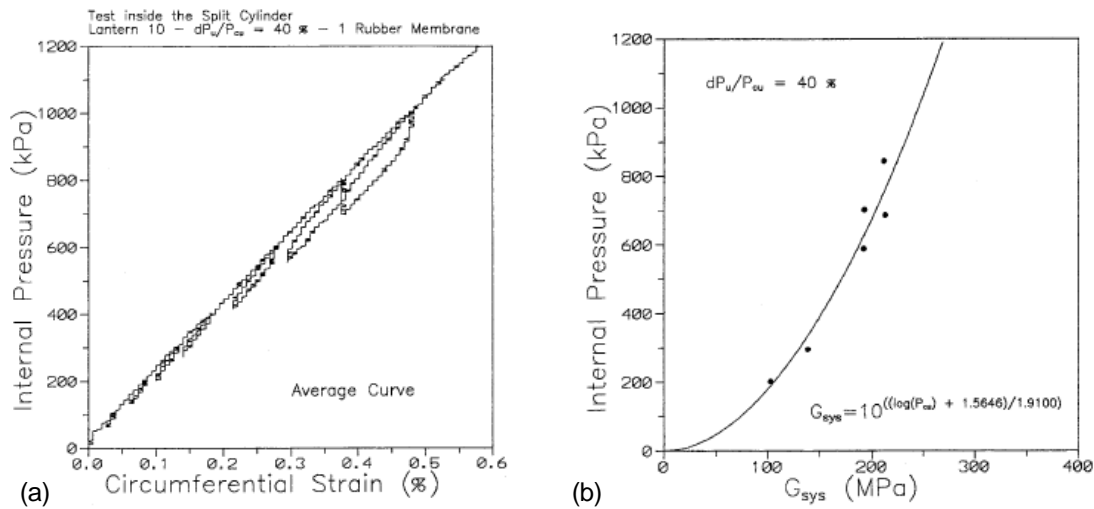 Test inside the Split Cylinder
Lantern 10 - dPᵤ/Pcu = 40 % - 1 Rubber Membrane
1200
1000
800
600
400
200
0
Internal Pressure (kPa)
Average Curve
0.0 0.1 0.2 0.3 0.4 0.5 0.6
Circumferential Strain (%)
(a)
1200
1000
800
600
400
200
0
Internal Pressure (kPa)
dPᵤ/Pcu = 40 %
Gsys=10((log(Pcu) + 1.5646)/1.9100)
0 100 200 300 400
Gsys (MPa)
(b)